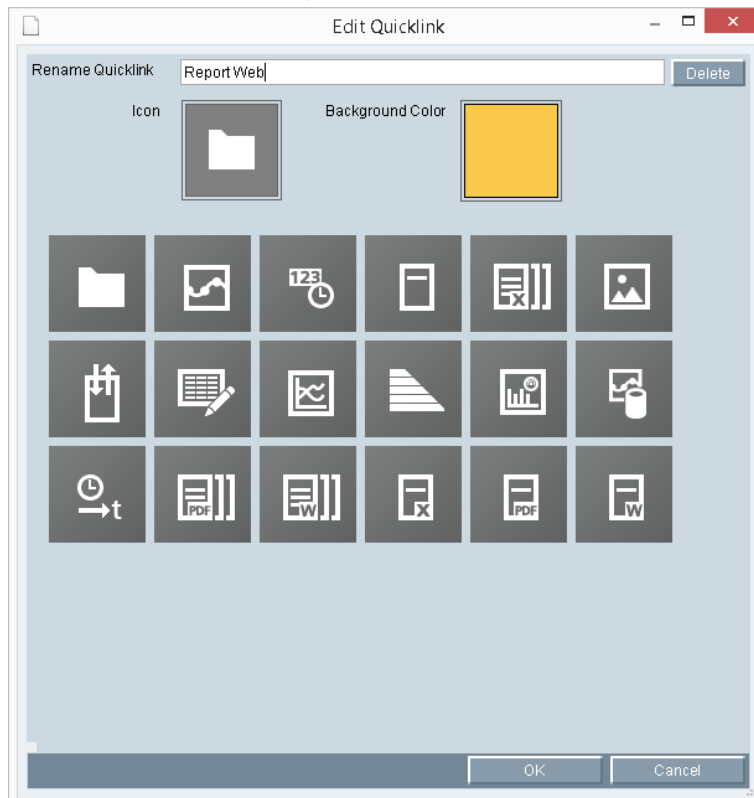 Edit Quicklink
Rename Quicklink Report Web Delete
Icon Background Color
123
X
t PDF W X PDF W
OK Cancel